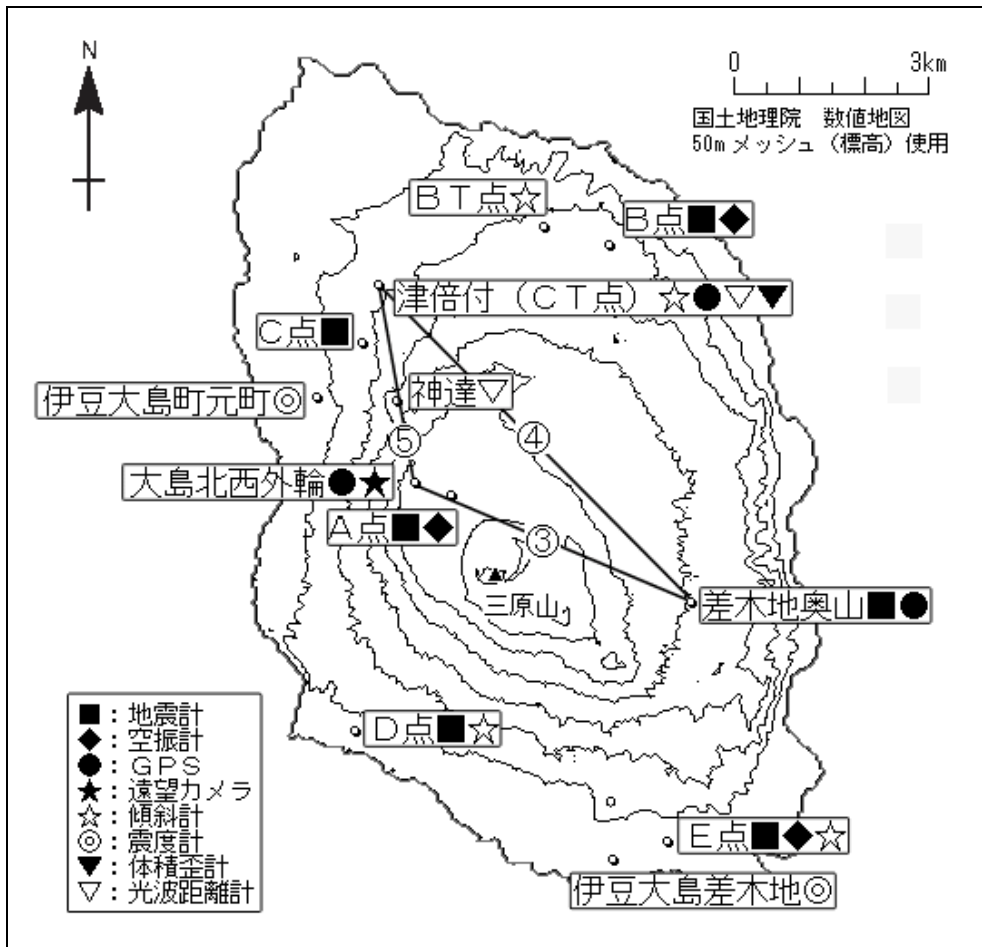 N
0 3km
国土地理院 数値地図
50mメッシュ(標高)使用
BT点☆
B点■◆
津倍付(CT点)☆●▽▼
C点■
神達▽
伊豆大島町元町◎
⑤
④
大島北西外輪●★
A点■◆
③
三原山
差木地奥山■●
D点■☆
E点■◆☆
伊豆大島差木地◎
■:地震計
◆:空振計
●:GPS
★:遠望カメラ
☆:傾斜計
◎:震度計
▼:体積歪計
▽:光波距離計